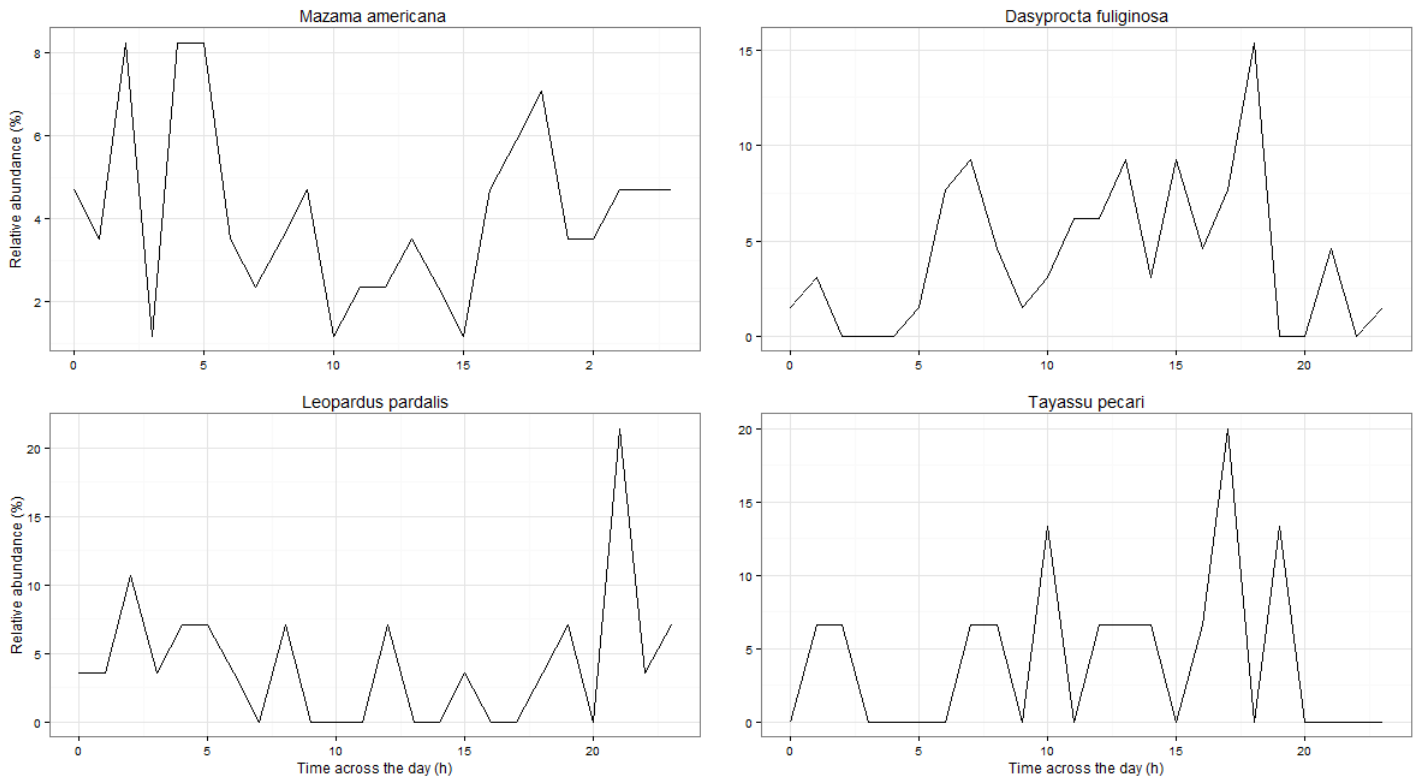 Mazama americana
Relative abundance (%)
8
6
4
2
0 5 10 15 2
Dasyprocta fuliginosa
15
10
5
0
0 5 10 15 20
Leopardus pardalis
Relative abundance (%)
20
15
10
5
0
0 5 10 15 20
Time across the day (h)
Tayassu pecari
20
15
10
5
0
0 5 10 15 20
Time across the day (h)